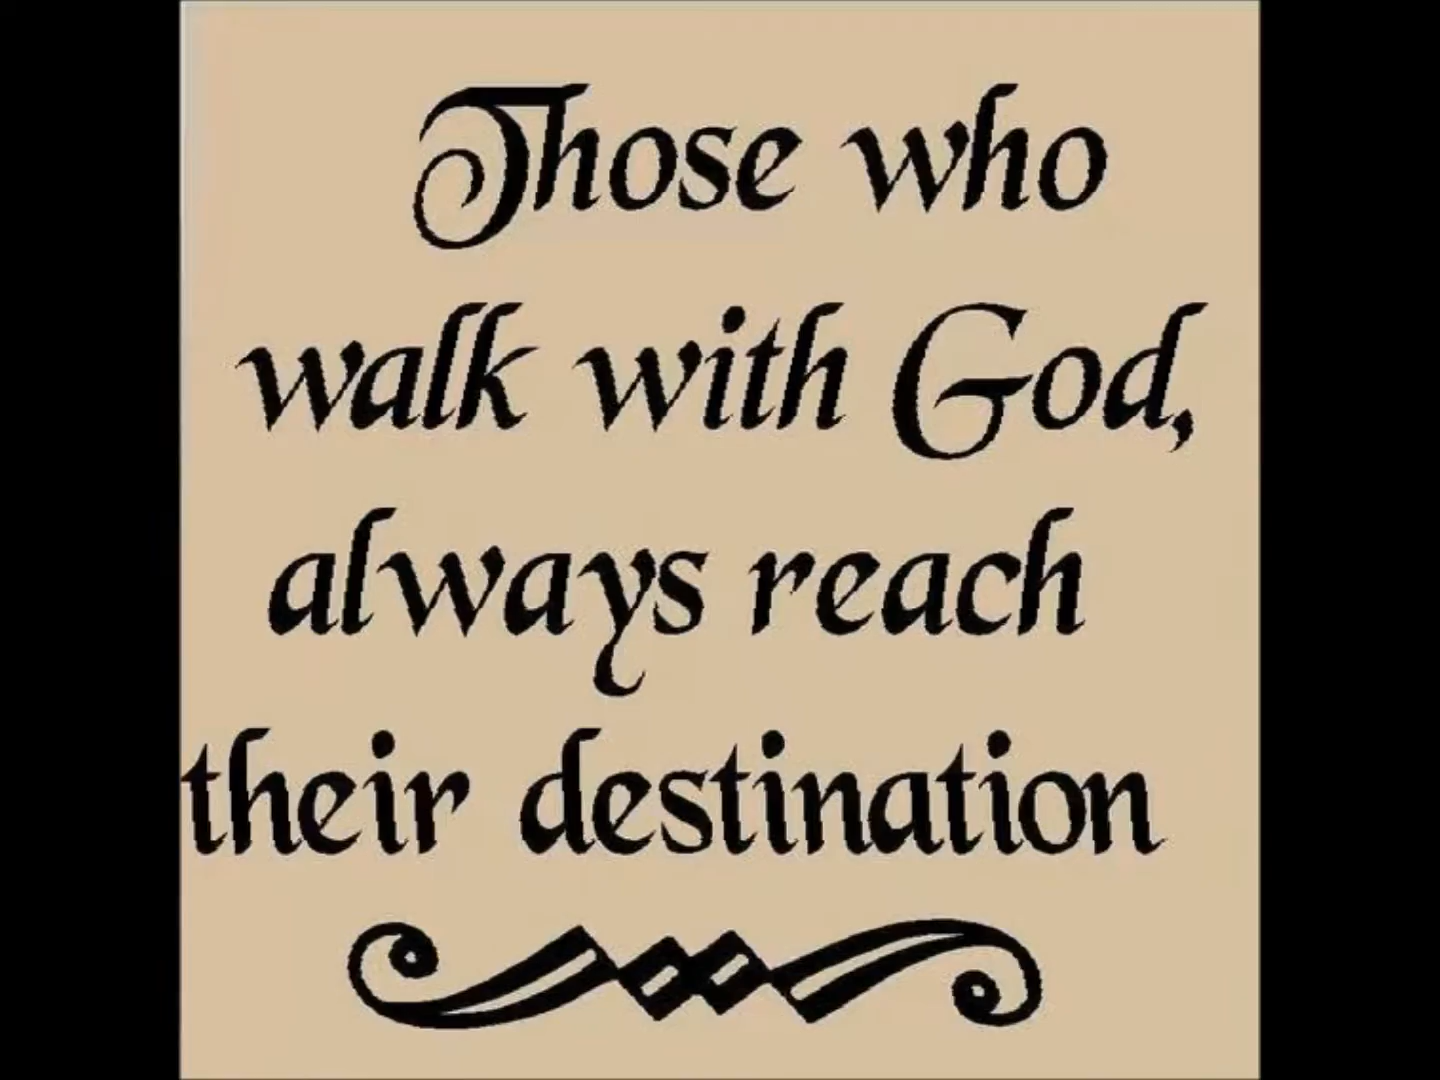 Those who
walk with God,
always reach
their destination